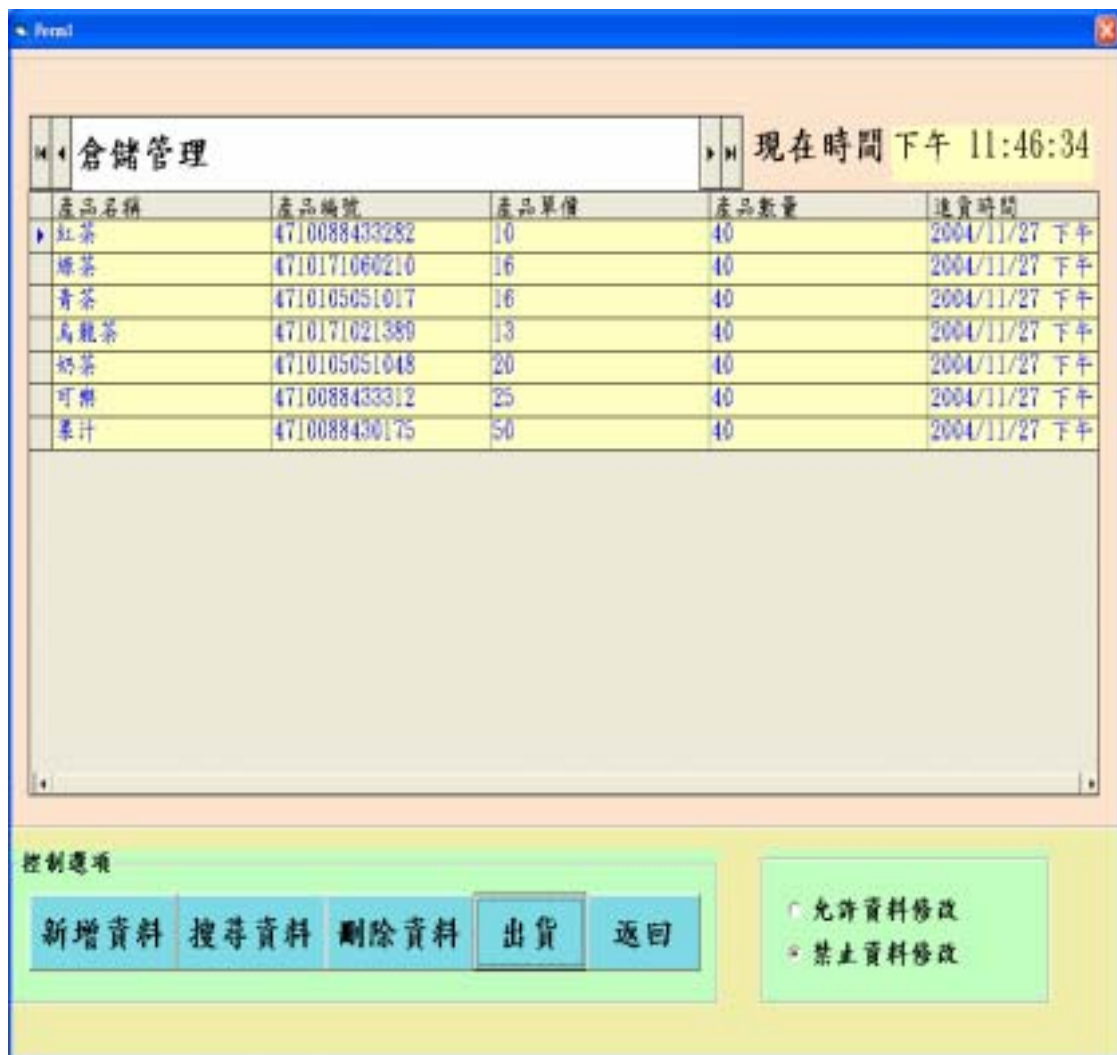 Form1
倉儲管理 現在時間 下午 11:46:34
產品名稱 產品編號 產品單價 產品數量 進貨時間
紅茶 4710088433282 10 40 2004/11/27 下午
綠茶 4710171060210 16 40 2004/11/27 下午
青茶 4710105051017 16 40 2004/11/27 下午
烏龍茶 4710171021389 13 40 2004/11/27 下午
奶茶 4710105051048 20 40 2004/11/27 下午
可樂 4710088433312 25 40 2004/11/27 下午
果汁 4710088430175 50 40 2004/11/27 下午
控制選項
新增資料 搜尋資料 刪除資料 出貨 返回
允許資料修改
禁止資料修改